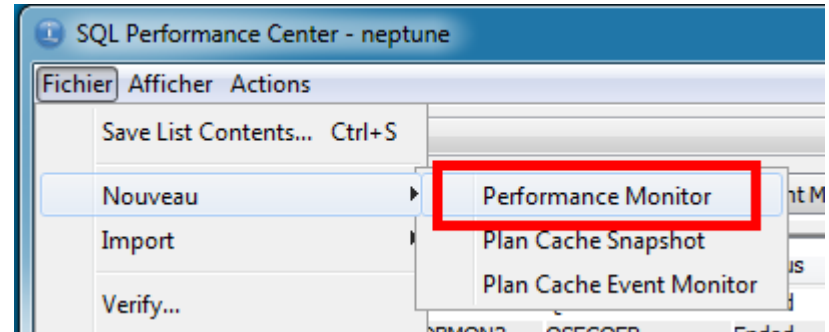 SQL Performance Center - neptune
Fichier Afficher Actions
Save List Contents... Ctrl+S
Nouveau
Performance Monitor
Import
Plan Cache Snapshot
Plan Cache Event Monitor
Verify...
Ended